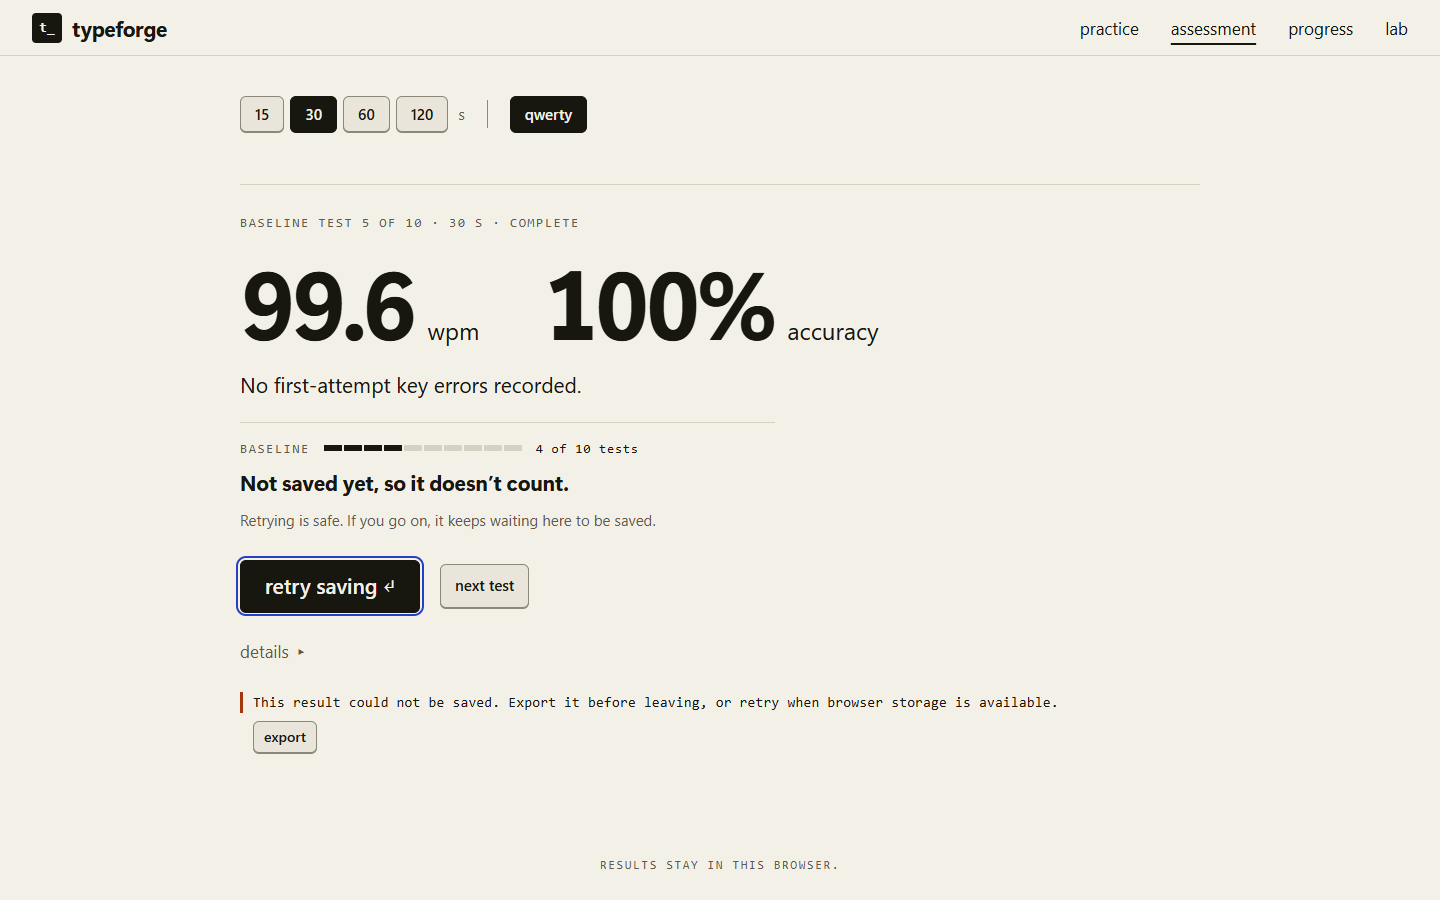 t_ typeforge practice assessment progress lab
15 30 60 120 s qwerty
BASELINE TEST 5 OF 10 · 30 S · COMPLETE
99.6 wpm 100% accuracy
No first-attempt key errors recorded.
BASELINE 4 of 10 tests
Not saved yet, so it doesn’t count.
Retrying is safe. If you go on, it keeps waiting here to be saved.
retry saving ↵ next test
details ▸
This result could not be saved. Export it before leaving, or retry when browser storage is available.
export
RESULTS STAY IN THIS BROWSER.